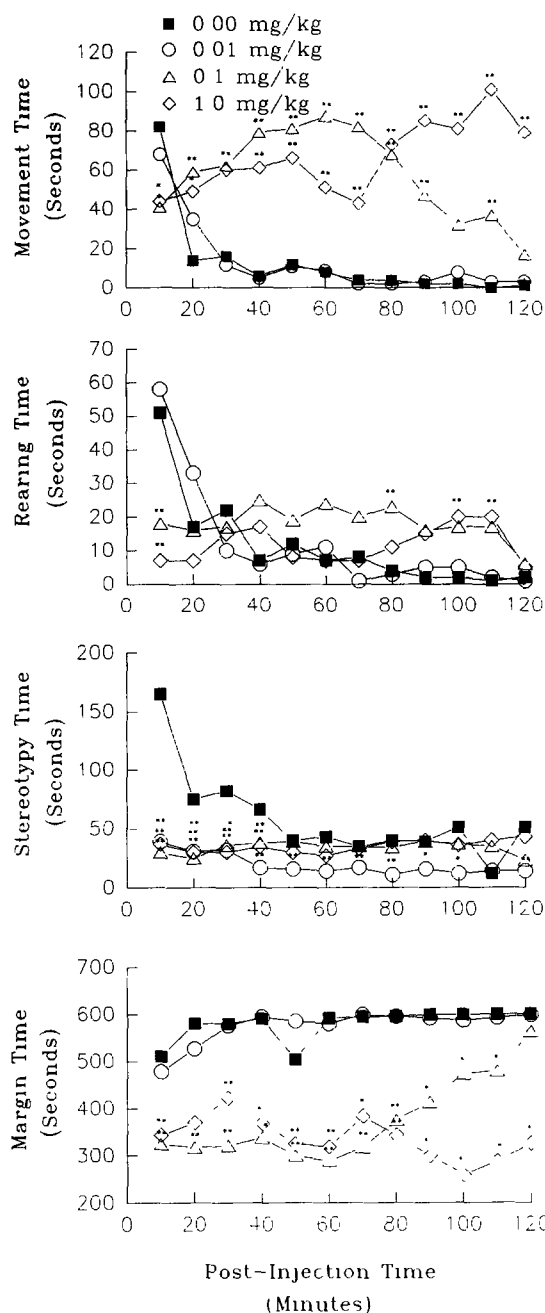 ■ 0 00 mg/kg
○ 0 01 mg/kg
△ 0 1 mg/kg
◇ 1 0 mg/kg
Movement Time
(Seconds)
120
100
80
60
40
20
0
0 20 40 60 80 100 120
Rearing Time
(Seconds)
70
60
50
40
30
20
10
0
0 20 40 60 80 100 120
Stereotypy Time
(Seconds)
200
150
100
50
0
0 20 40 60 80 100 120
Margin Time
(Seconds)
700
600
500
400
300
200
0 20 40 60 80 100 120
Post-Injection Time
(Minutes)